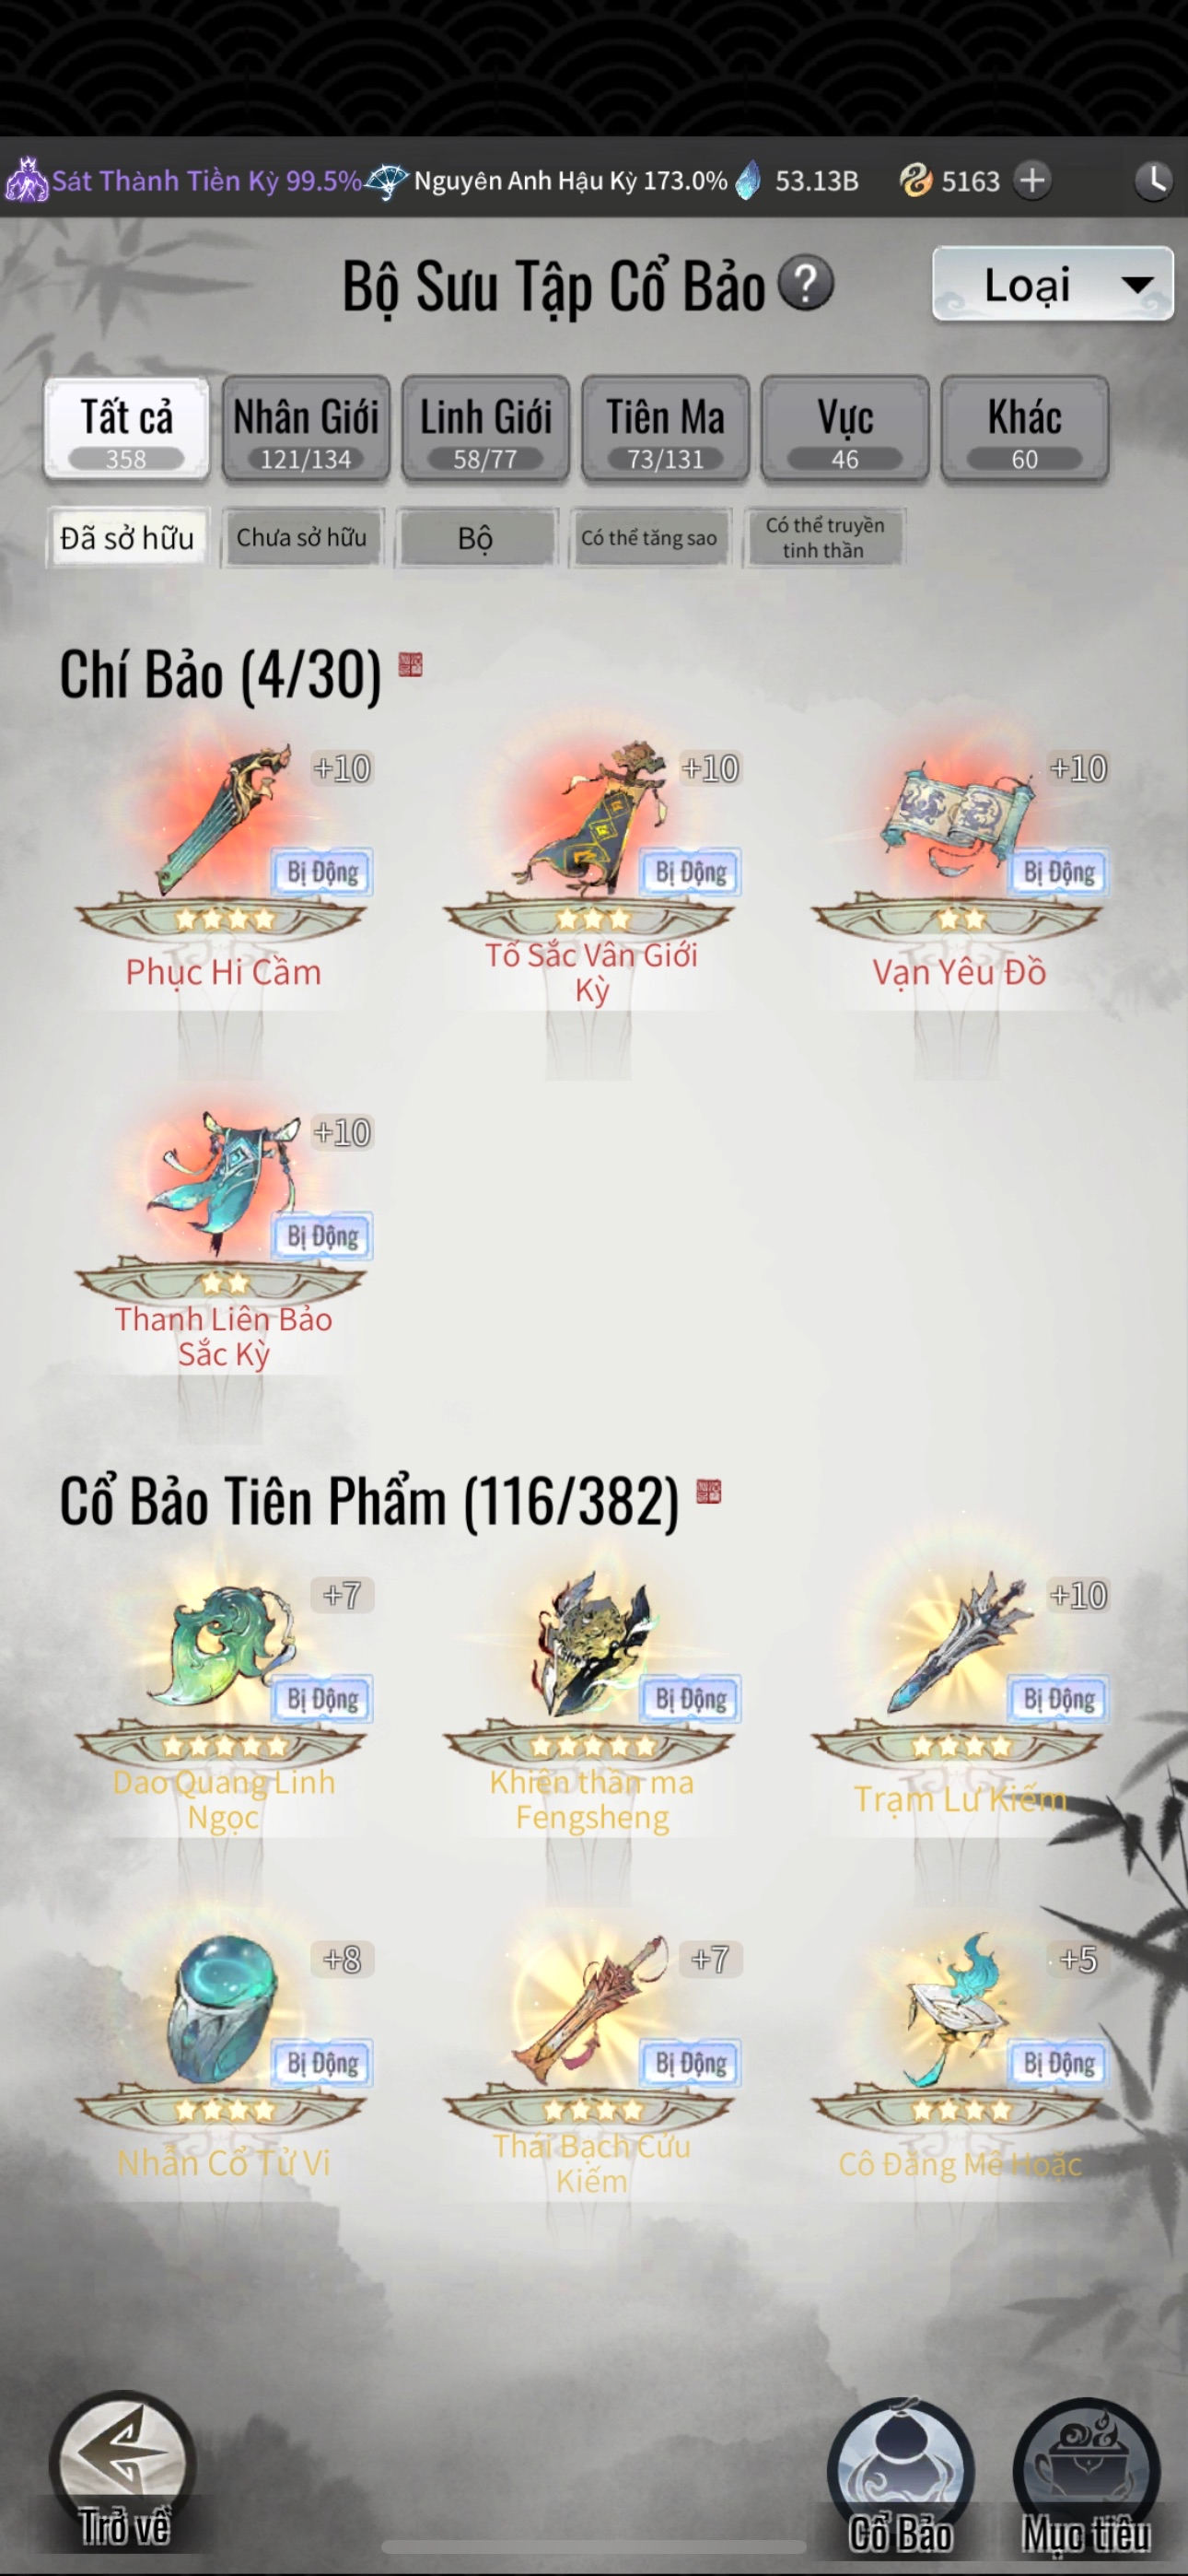 Sát Thành Tiền Kỳ 99.5% Nguyên Anh Hậu Kỳ 173.0% 53.13B 5163
Bộ Sưu Tập Cổ Bảo ? Loại
Tất cả Nhân Giới Linh Giới Tiên Ma Vực Khác
358 121/134 58/77 73/131 46 60
Đã sở hữu Chưa sở hữu Bộ Có thể tăng sao Có thể truyền
tinh thần
Chí Bảo (4/30)
+10 +10 +10
Bị Động Bị Động Bị Động
Phục Hi Cầm Tố Sắc Vân Giới
Kỳ Vạn Yêu Đồ
+10
Bị Động
Thanh Liên Bảo
Sắc Kỳ
Cổ Bảo Tiên Phẩm (116/382)
+7 +10
Bị Động Bị Động Bị Động
Dao Quang Linh
Ngọc Khiên thần ma
Fengsheng Trạm Lư Kiếm
+8 +7 +5
Bị Động Bị Động Bị Động
Nhẫn Cổ Tử Vi Thái Bạch Cửu
Kiếm Cô Đăng Mê Hoặc
Trở về Cổ Bảo Mục tiêu